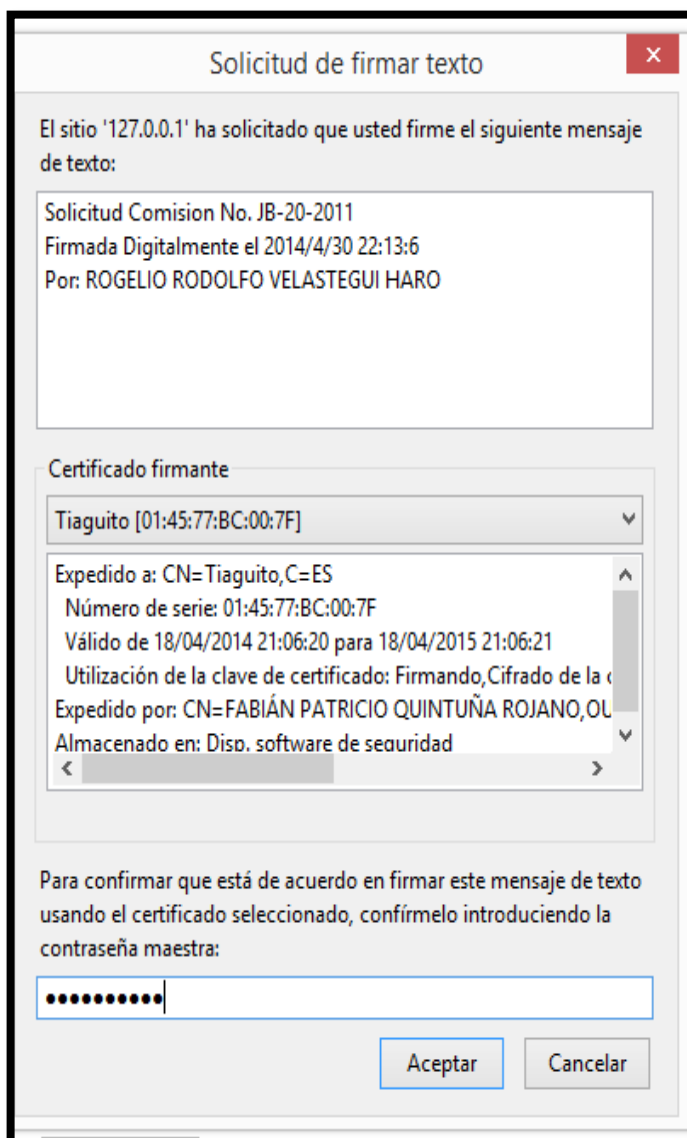 Solicitud de firmar texto
x
El sitio '127.0.0.1' ha solicitado que usted firme el siguiente mensaje
de texto:
Solicitud Comision No. JB-20-2011
Firmada Digitalmente el 2014/4/30 22:13:6
Por: ROGELIO RODOLFO VELASTEGUI HARO
Certificado firmante
Tiaguito [01:45:77:BC:00:7F]
Expedido a: CN=Tiaguito,C=ES
Número de serie: 01:45:77:BC:00:7F
Válido de 18/04/2014 21:06:20 para 18/04/2015 21:06:21
Utilización de la clave de certificado: Firmando,Cifrado de la
Expedido por: CN=FABIÁN PATRICIO QUINTUÑA ROJANO,OU
Almacenado en: Disp. software de seguridad
Para confirmar que está de acuerdo en firmar este mensaje de texto
usando el certificado seleccionado, confírmelo introduciendo la
contraseña maestra:
••••••••••
Aceptar Cancelar